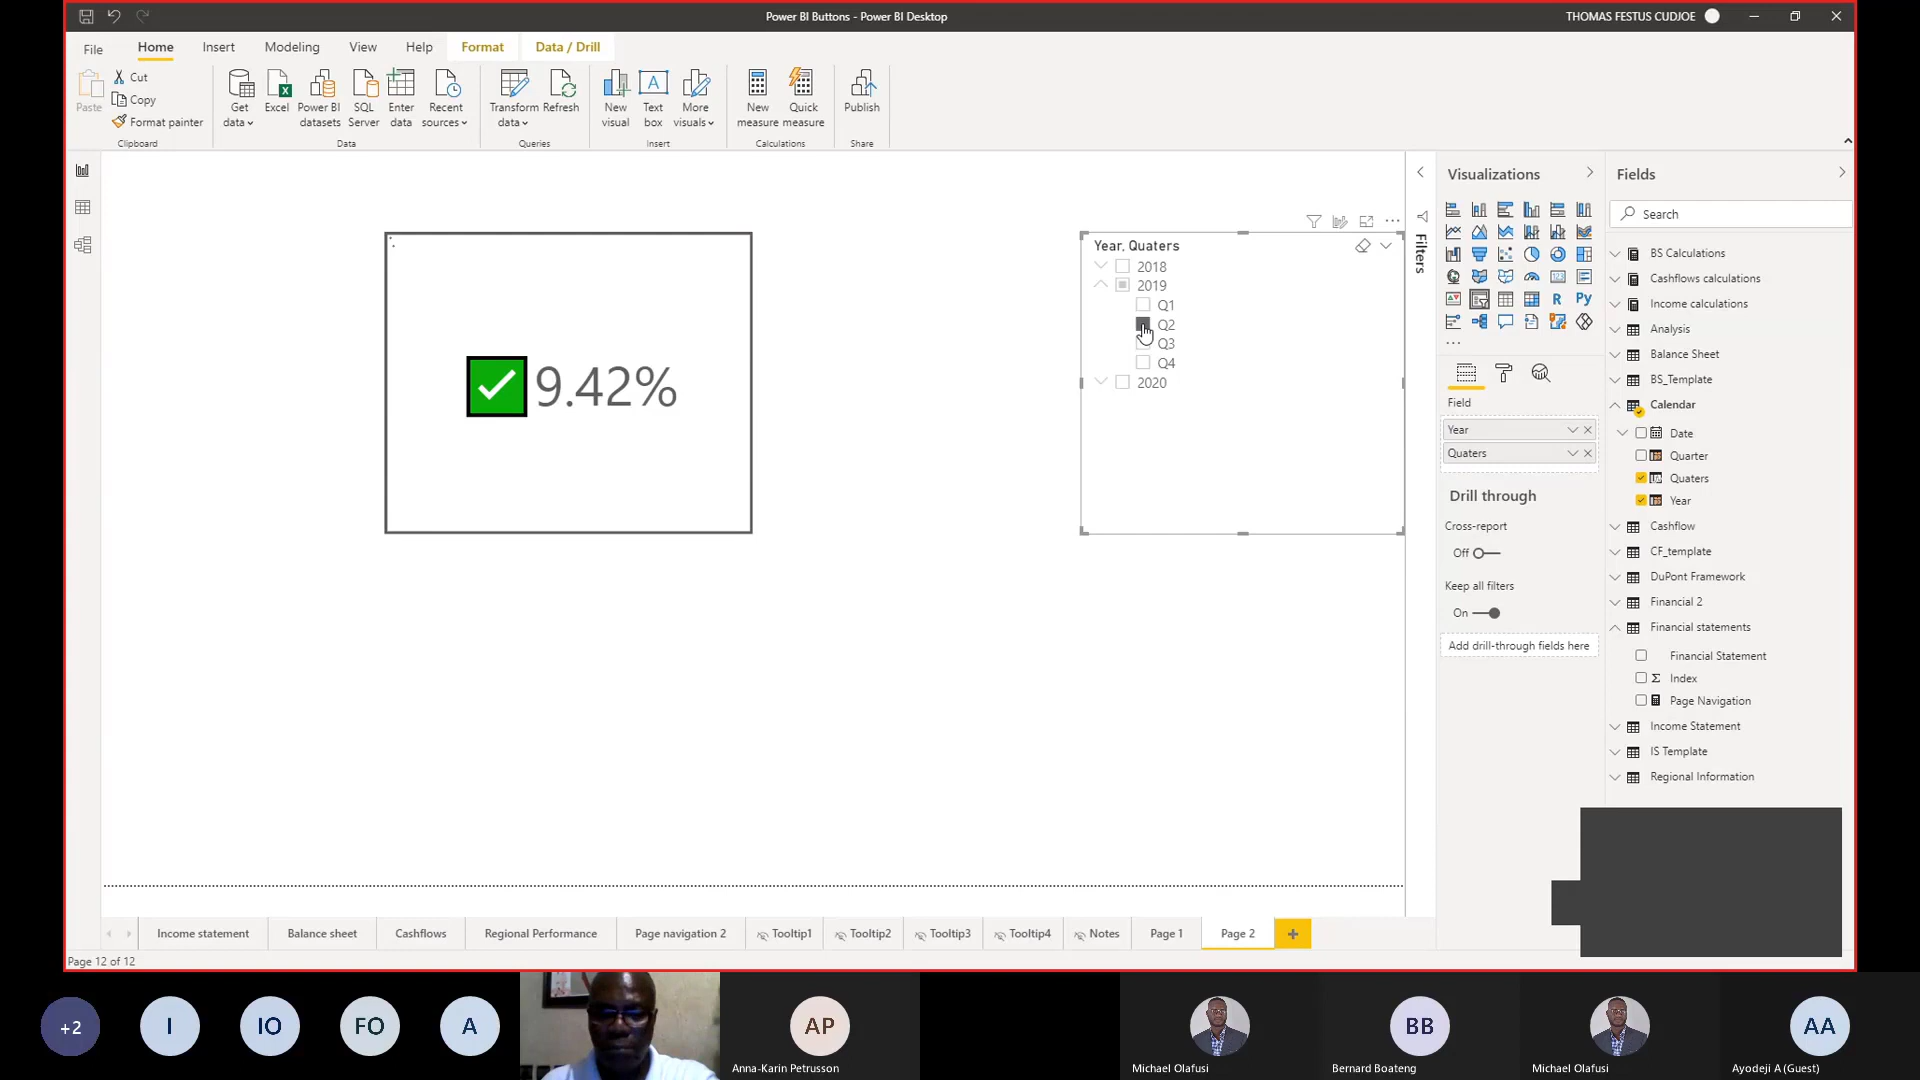 Power BI Buttons - Power BI Desktop
THOMAS FESTUS CUDJOE
File Home Insert Modeling View Help Format Data / Drill
Paste
Cut
Copy
Format painter
Clipboard
Get data
Excel
Power BI datasets
SQL Server
Enter data
Recent sources
Data
Transform data
Refresh
Queries
New visual
Text box
More visuals
Insert
New measure
Quick measure
Calculations
Publish
Share
9.42%
Year, Quaters
2018
2019
Q1
Q2
Q3
Q4
2020
Filters
Visualizations
R Py
Field
Year
Quaters
Drill through
Cross-report
Off
Keep all filters
On
Add drill-through fields here
Fields
Search
BS Calculations
Cashflows calculations
Income calculations
Analysis
Balance Sheet
BS_Template
Calendar
Date
Quarter
Quaters
Year
Cashflow
CF_template
DuPont Framework
Financial 2
Financial statements
Financial Statement
Σ Index
Page Navigation
Income Statement
IS Template
Regional Information
Income statement Balance sheet Cashflows Regional Performance Page navigation 2 Tooltip1 Tooltip2 Tooltip3 Tooltip4 Notes Page 1 Page 2 +
Page 12 of 12
+2 I IO FO A AP BB AA
Anna-Karin Petrusson Michael Olafusi Bernard Boateng Michael Olafusi Ayodeji A (Guest)